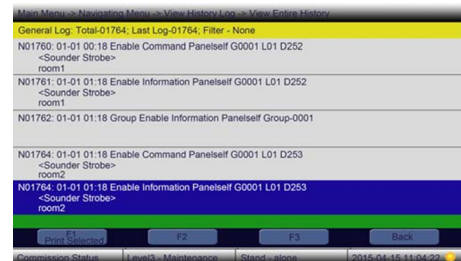 Main Menu -> Navigating Menu -> View History Log -> View Entire History
General Log: Total-01764; Last Log-01764; Filter - None
N01760: 01-01 00:18 Enable Command Panelself G0001 L01 D252
<Sounder Strobe>
room1
N01761: 01-01 01:18 Enable Information Panelself G0001 L01 D252
<Sounder Strobe>
room1
N01762: 01-01 01:18 Group Enable Information Panelself Group-0001
N01764: 01-01 01:18 Enable Command Panelself G0001 L01 D253
<Sounder Strobe>
room2
N01764: 01-01 01:18 Enable Information Panelself G0001 L01 D253
<Sounder Strobe>
room2
F1 F2 F3 Back
Print Selected
Commission Status Level3 - Maintenance Stand - alone 2015-04-15 11:04:22